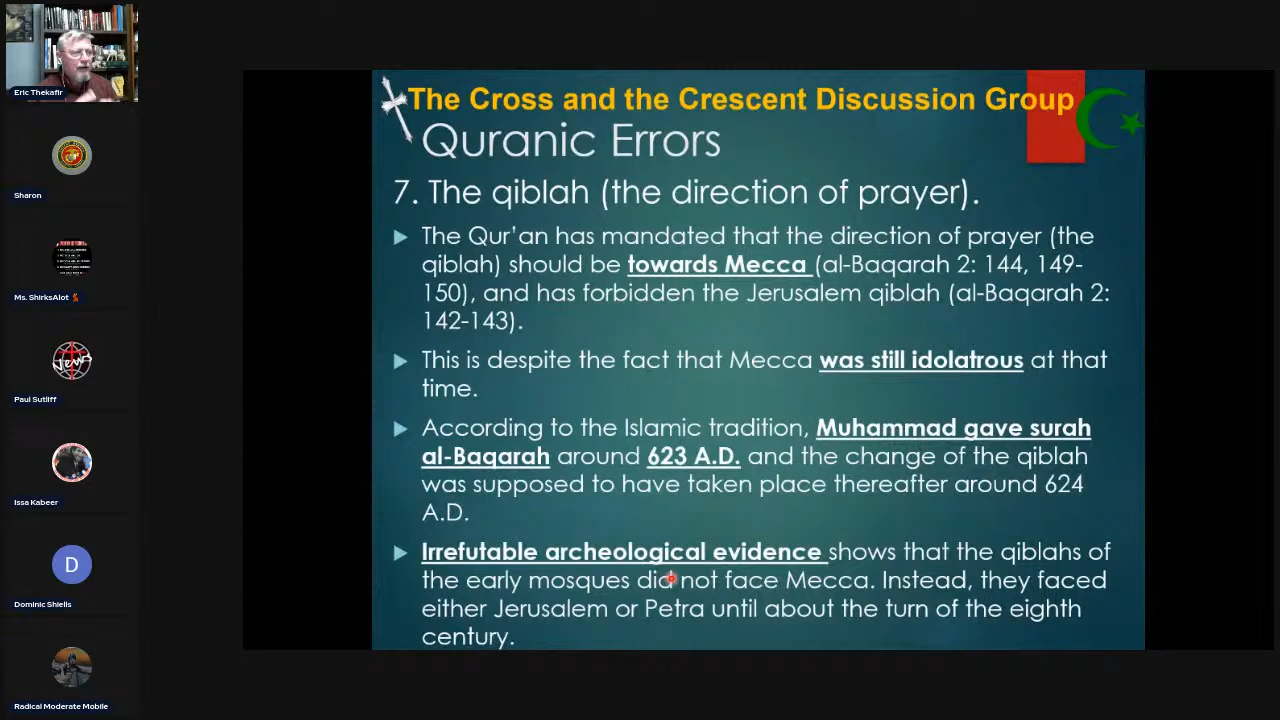 Eric Thekafir
Sharon
Ms. ShirksAlot 💃
NEWS
Paul Sutliff
Issa Kabeer
D
Dominic Shiells
Radical Moderate Mobile
The Cross and the Crescent Discussion Group
Quranic Errors
7. The qiblah (the direction of prayer).
The Qur’an has mandated that the direction of prayer (the
qiblah) should be towards Mecca (al-Baqarah 2: 144, 149-
150), and has forbidden the Jerusalem qiblah (al-Baqarah 2:
142-143).
This is despite the fact that Mecca was still idolatrous at that
time.
According to the Islamic tradition, Muhammad gave surah
al-Baqarah around 623 A.D. and the change of the qiblah
was supposed to have taken place thereafter around 624
A.D.
Irrefutable archeological evidence shows that the qiblahs of
the early mosques did not face Mecca. Instead, they faced
either Jerusalem or Petra until about the turn of the eighth
century.